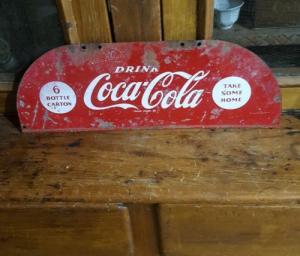 DRINK
Coca-Cola
6
BOTTLE
CARTON
TAKE
SOME
HOME